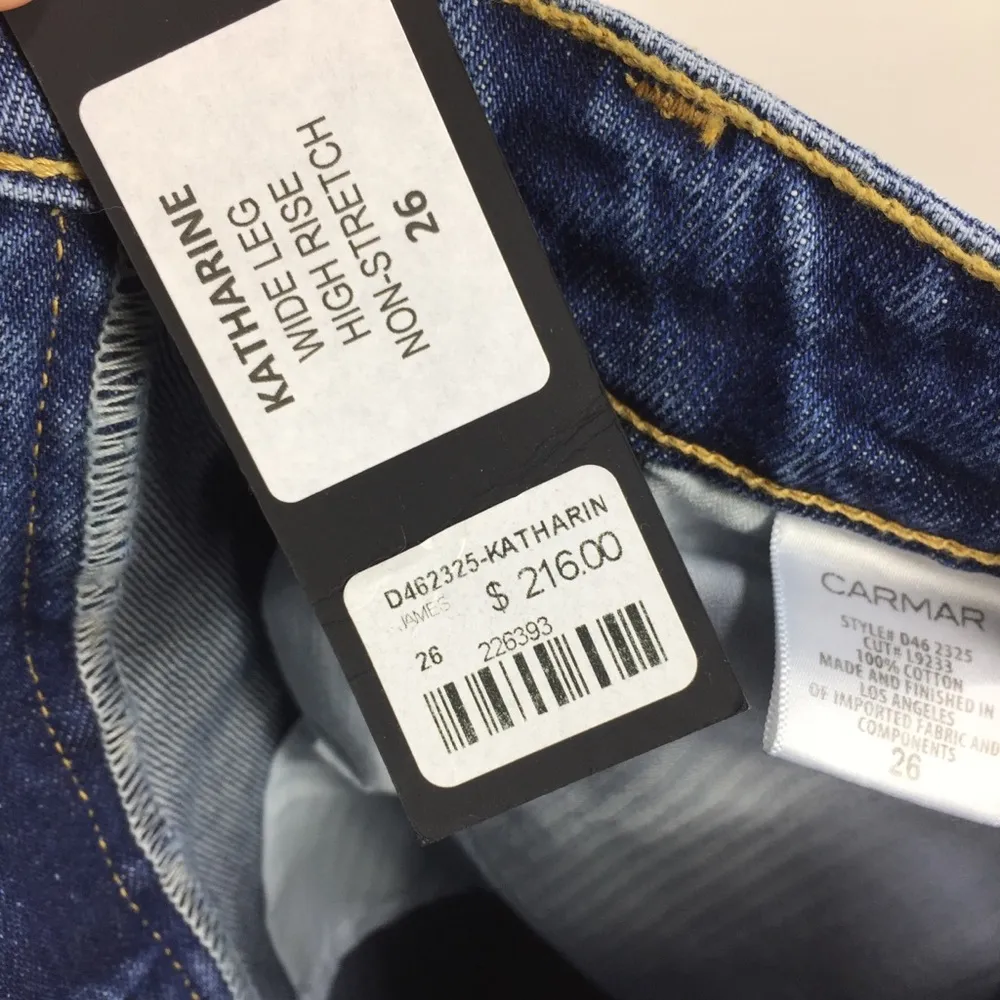 KATHARINE
WIDE LEG
HIGH RISE
NON-STRETCH
26
D462325-KATHARIN
JAMES
$ 216.00
26
226393
CARMAR
STYLE# D46 2325
CUT# L9233
100% COTTON
MADE AND FINISHED IN
LOS ANGELES
OF IMPORTED FABRIC AND
COMPONENTS
26